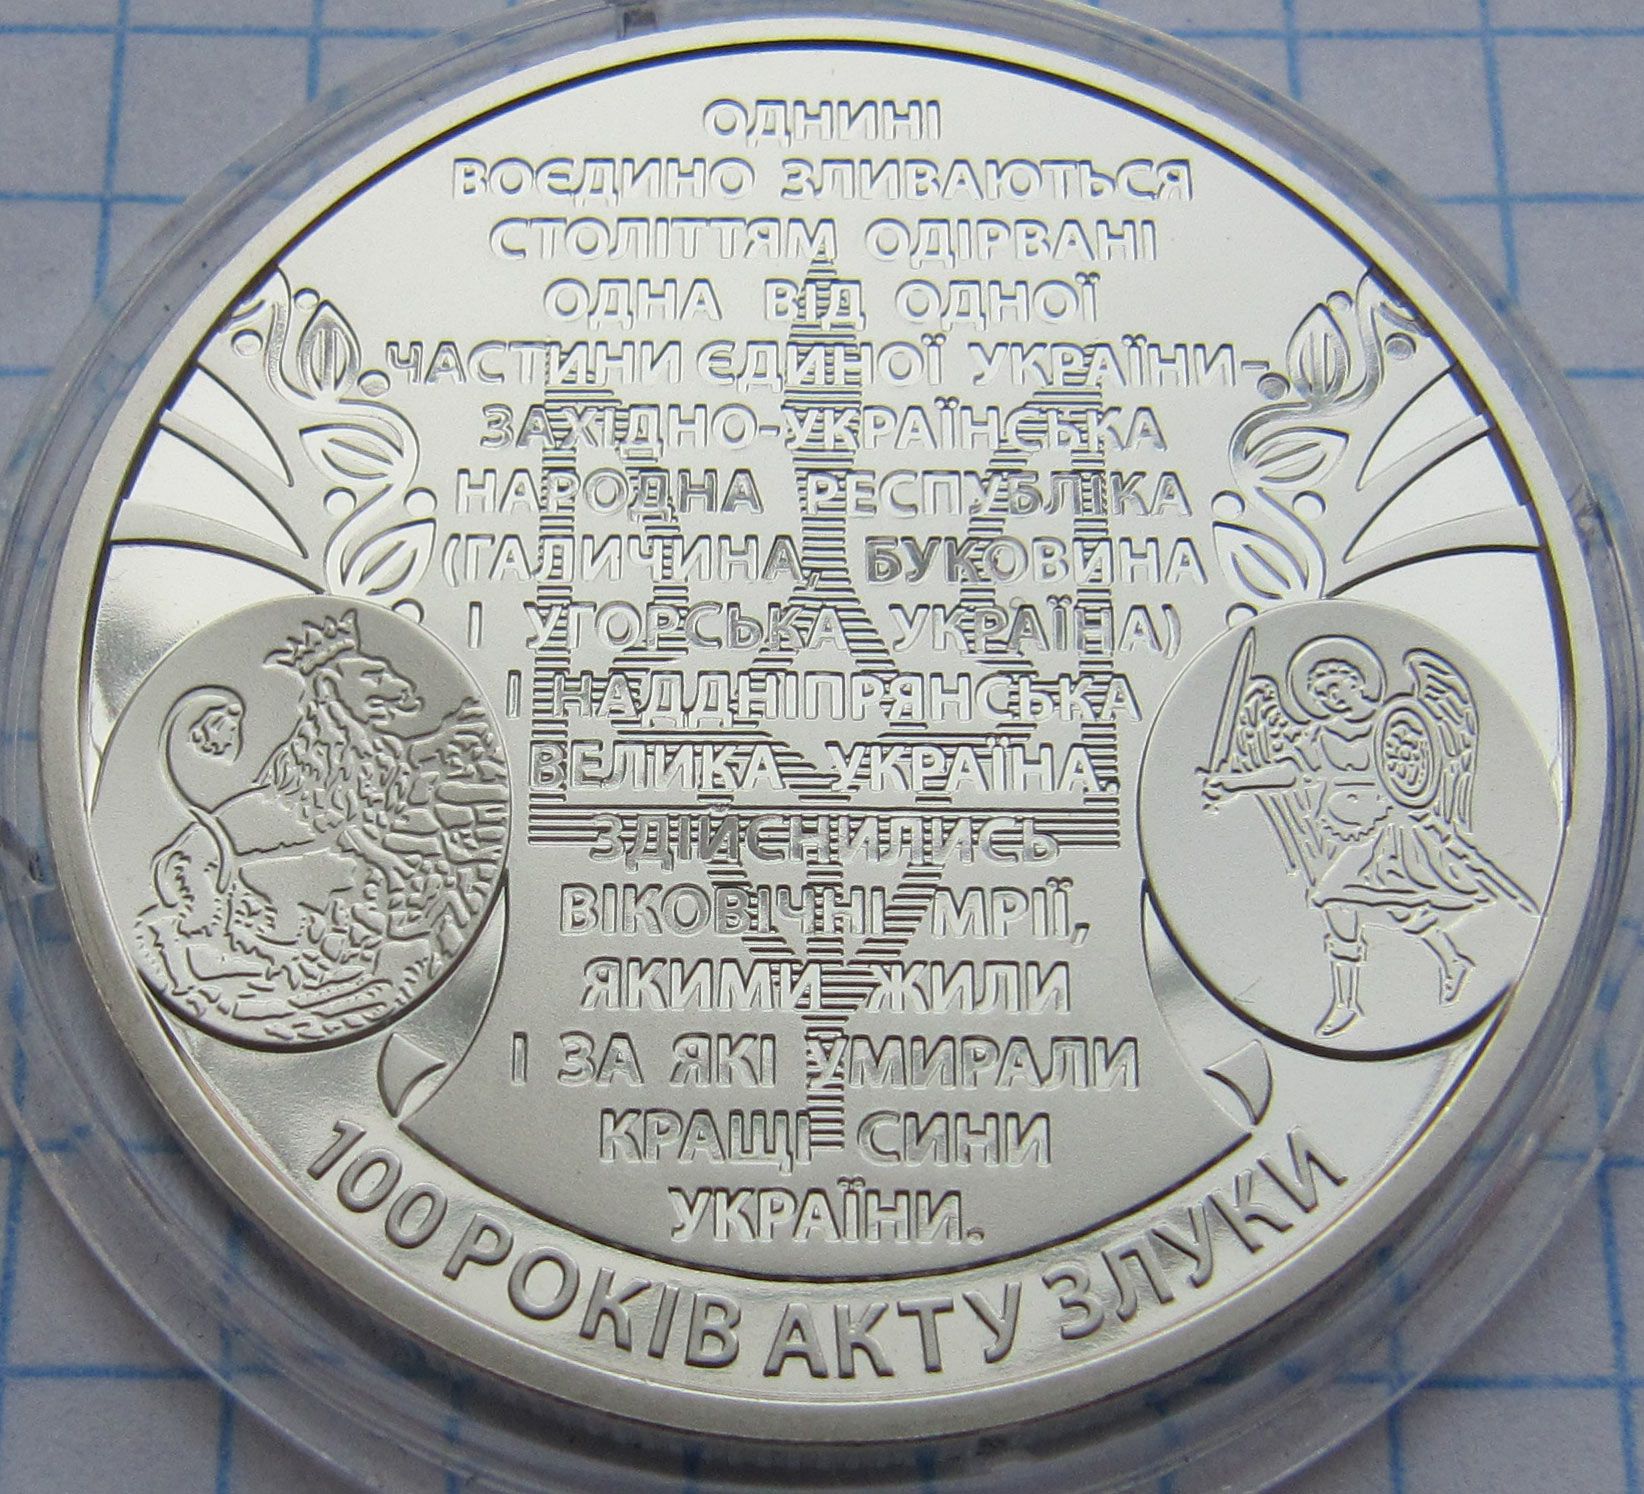 ОДНИНІ
ВОЄДИНО ЗЛИВАЮТЬСЯ
СТОЛІТТЯМ ОДІРВАНІ
ОДНА ВІД ОДНОЇ
ЧАСТИНИ ЄДИНОЇ УКРАЇНИ-
ЗАХІДНО-УКРАЇНСЬКА
НАРОДНА РЕСПУБЛІКА
(ГАЛИЧИНА, БУКОВИНА
І УГОРСЬКА УКРАЇНА)
І НАДДНІПРЯНСЬКА
ВЕЛИКА УКРАЇНА.
ЗДІЙСНИЛИСЬ
ВІКОВІЧНІ МРІЇ,
ЯКИМИ ЖИЛИ
І ЗА ЯКІ УМИРАЛИ
КРАЩІ СИНИ
УКРАЇНИ.
100 РОКІВ АКТУ ЗЛУКИ